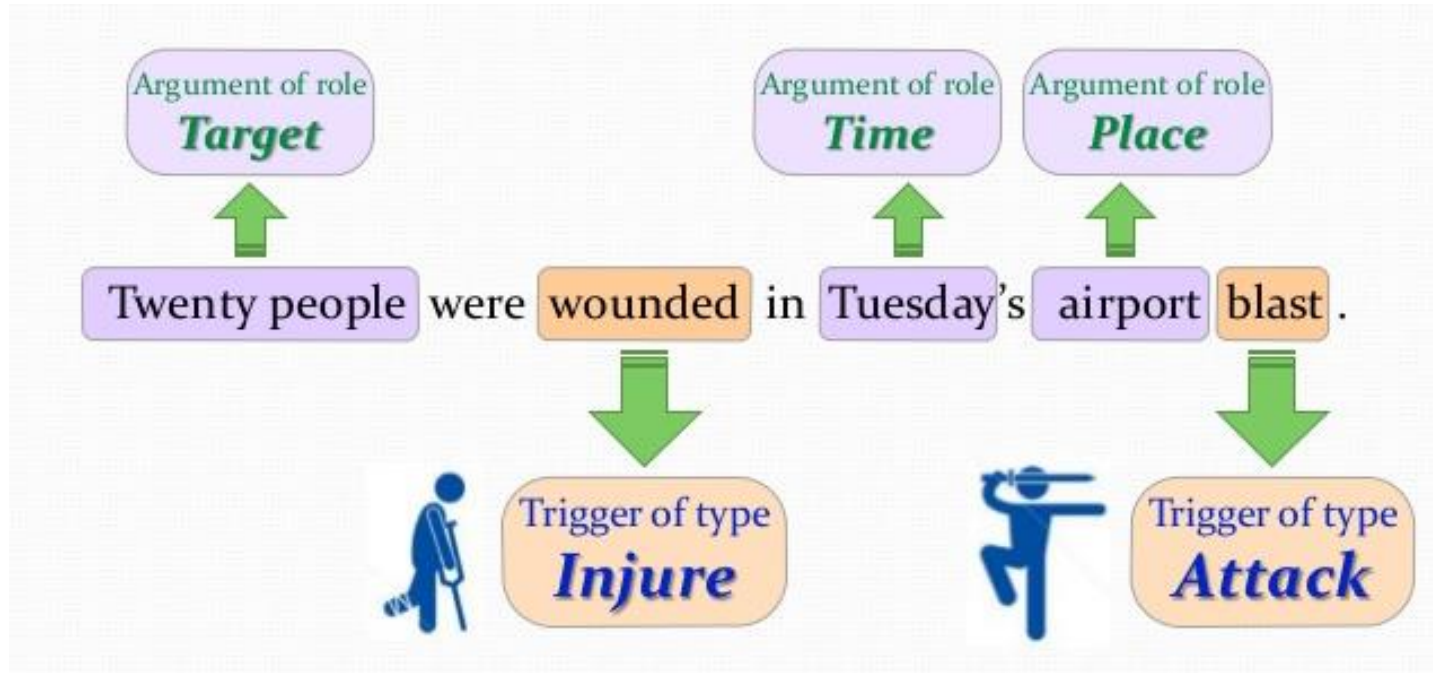 Argument of role
Target
Argument of role
Time
Argument of role
Place
Twenty people were wounded in Tuesday's airport blast .
Trigger of type
Injure
Trigger of type
Attack